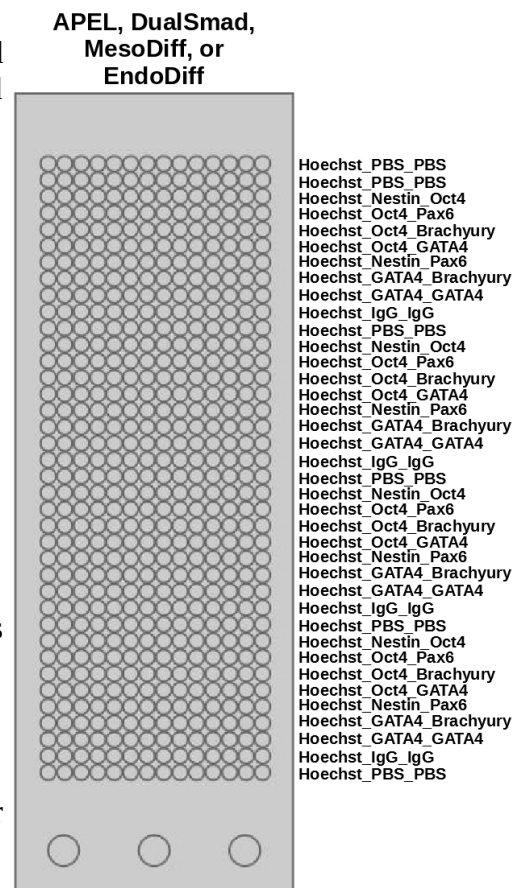 APEL, DualSmad,
MesoDiff, or
EndoDiff
Hoechst_PBS_PBS
Hoechst_PBS_PBS
Hoechst_Nestin_Oct4
Hoechst_Oct4_Pax6
Hoechst_Oct4_Brachyury
Hoechst_Oct4_GATA4
Hoechst_Nestin_Pax6
Hoechst_GATA4_Brachyury
Hoechst_GATA4_GATA4
Hoechst_IgG_IgG
Hoechst_PBS_PBS
Hoechst_Nestin_Oct4
Hoechst_Oct4_Pax6
Hoechst_Oct4_Brachyury
Hoechst_Oct4_GATA4
Hoechst_Nestin_Pax6
Hoechst_GATA4_Brachyury
Hoechst_GATA4_GATA4
Hoechst_IgG_IgG
Hoechst_PBS_PBS
Hoechst_Nestin_Oct4
Hoechst_Oct4_Pax6
Hoechst_Oct4_Brachyury
Hoechst_Oct4_GATA4
Hoechst_Nestin_Pax6
Hoechst_GATA4_Brachyury
Hoechst_GATA4_GATA4
Hoechst_IgG_IgG
Hoechst_PBS_PBS
Hoechst_Nestin_Oct4
Hoechst_Oct4_Pax6
Hoechst_Oct4_Brachyury
Hoechst_Oct4_GATA4
Hoechst_Nestin_Pax6
Hoechst_GATA4_Brachyury
Hoechst_GATA4_GATA4
Hoechst_IgG_IgG
Hoechst_PBS_PBS